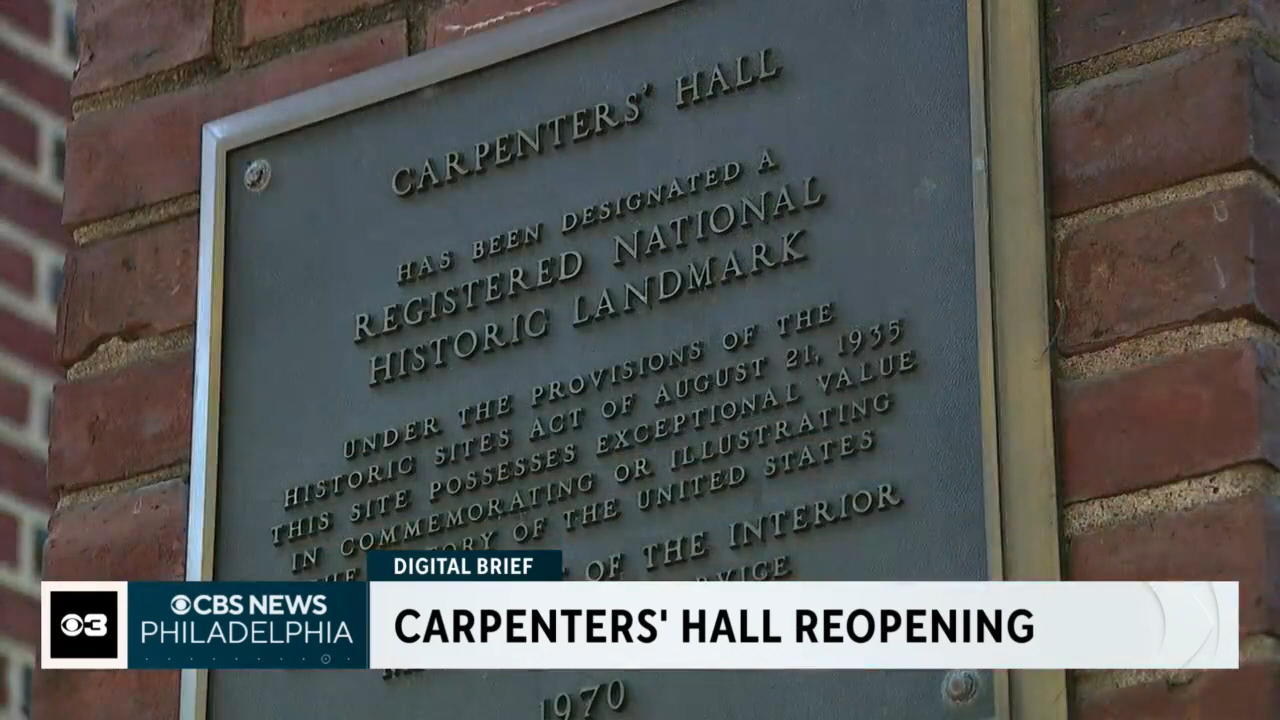 CARPENTERS' HALL
HAS BEEN DESIGNATED A
REGISTERED NATIONAL
HISTORIC LANDMARK
UNDER THE PROVISIONS OF THE
HISTORIC SITES ACT OF AUGUST 21, 1935
THIS SITE POSSESSES EXCEPTIONAL VALUE
IN COMMEMORATING OR ILLUSTRATING
OF THE UNITED STATES
OF THE INTERIOR
1970
DIGITAL BRIEF
3
CBS NEWS
PHILADELPHIA
CARPENTERS' HALL REOPENING